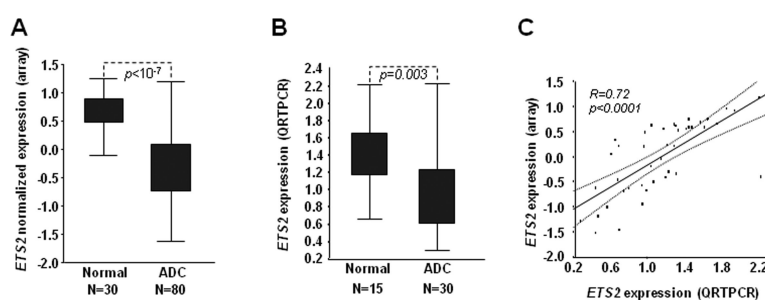 A
ETS2 normalized expression (array)
p<10-7
1.5
1.0
0.5
0.0
-0.5
-1.0
-1.5
-2.0
Normal ADC
N=30 N=80
B
ETS2 expression (QRTPCR)
p=0.003
2.4
2.2
2.0
1.8
1.6
1.4
1.2
1.0
0.8
0.6
0.4
0.2
Normal ADC
N=15 N=30
C
ETS2 expression (array)
R=0.72
p<0.0001
1.5
1.0
0.5
0.0
-0.5
-1.0
-1.5
-2.0
0.2 0.6 1.0 1.4 1.8 2.2
ETS2 expression (QRTPCR)